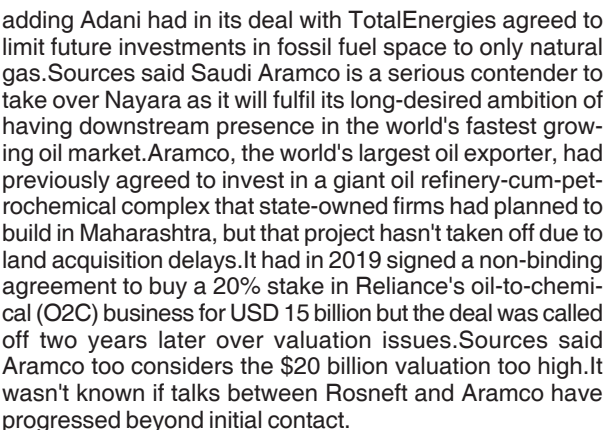 adding Adani had in its deal with TotalEnergies agreed to
limit future investments in fossil fuel space to only natural
gas.Sources said Saudi Aramco is a serious contender to
take over Nayara as it will fulfil its long-desired ambition of
having downstream presence in the world's fastest grow-
ing oil market.Aramco, the world's largest oil exporter, had
previously agreed to invest in a giant oil refinery-cum-pet-
rochemical complex that state-owned firms had planned to
build in Maharashtra, but that project hasn't taken off due to
land acquisition delays.It had in 2019 signed a non-binding
agreement to buy a 20% stake in Reliance's oil-to-chemi-
cal (O2C) business for USD 15 billion but the deal was called
off two years later over valuation issues.Sources said
Aramco too considers the $20 billion valuation too high.It
wasn't known if talks between Rosneft and Aramco have
progressed beyond initial contact.